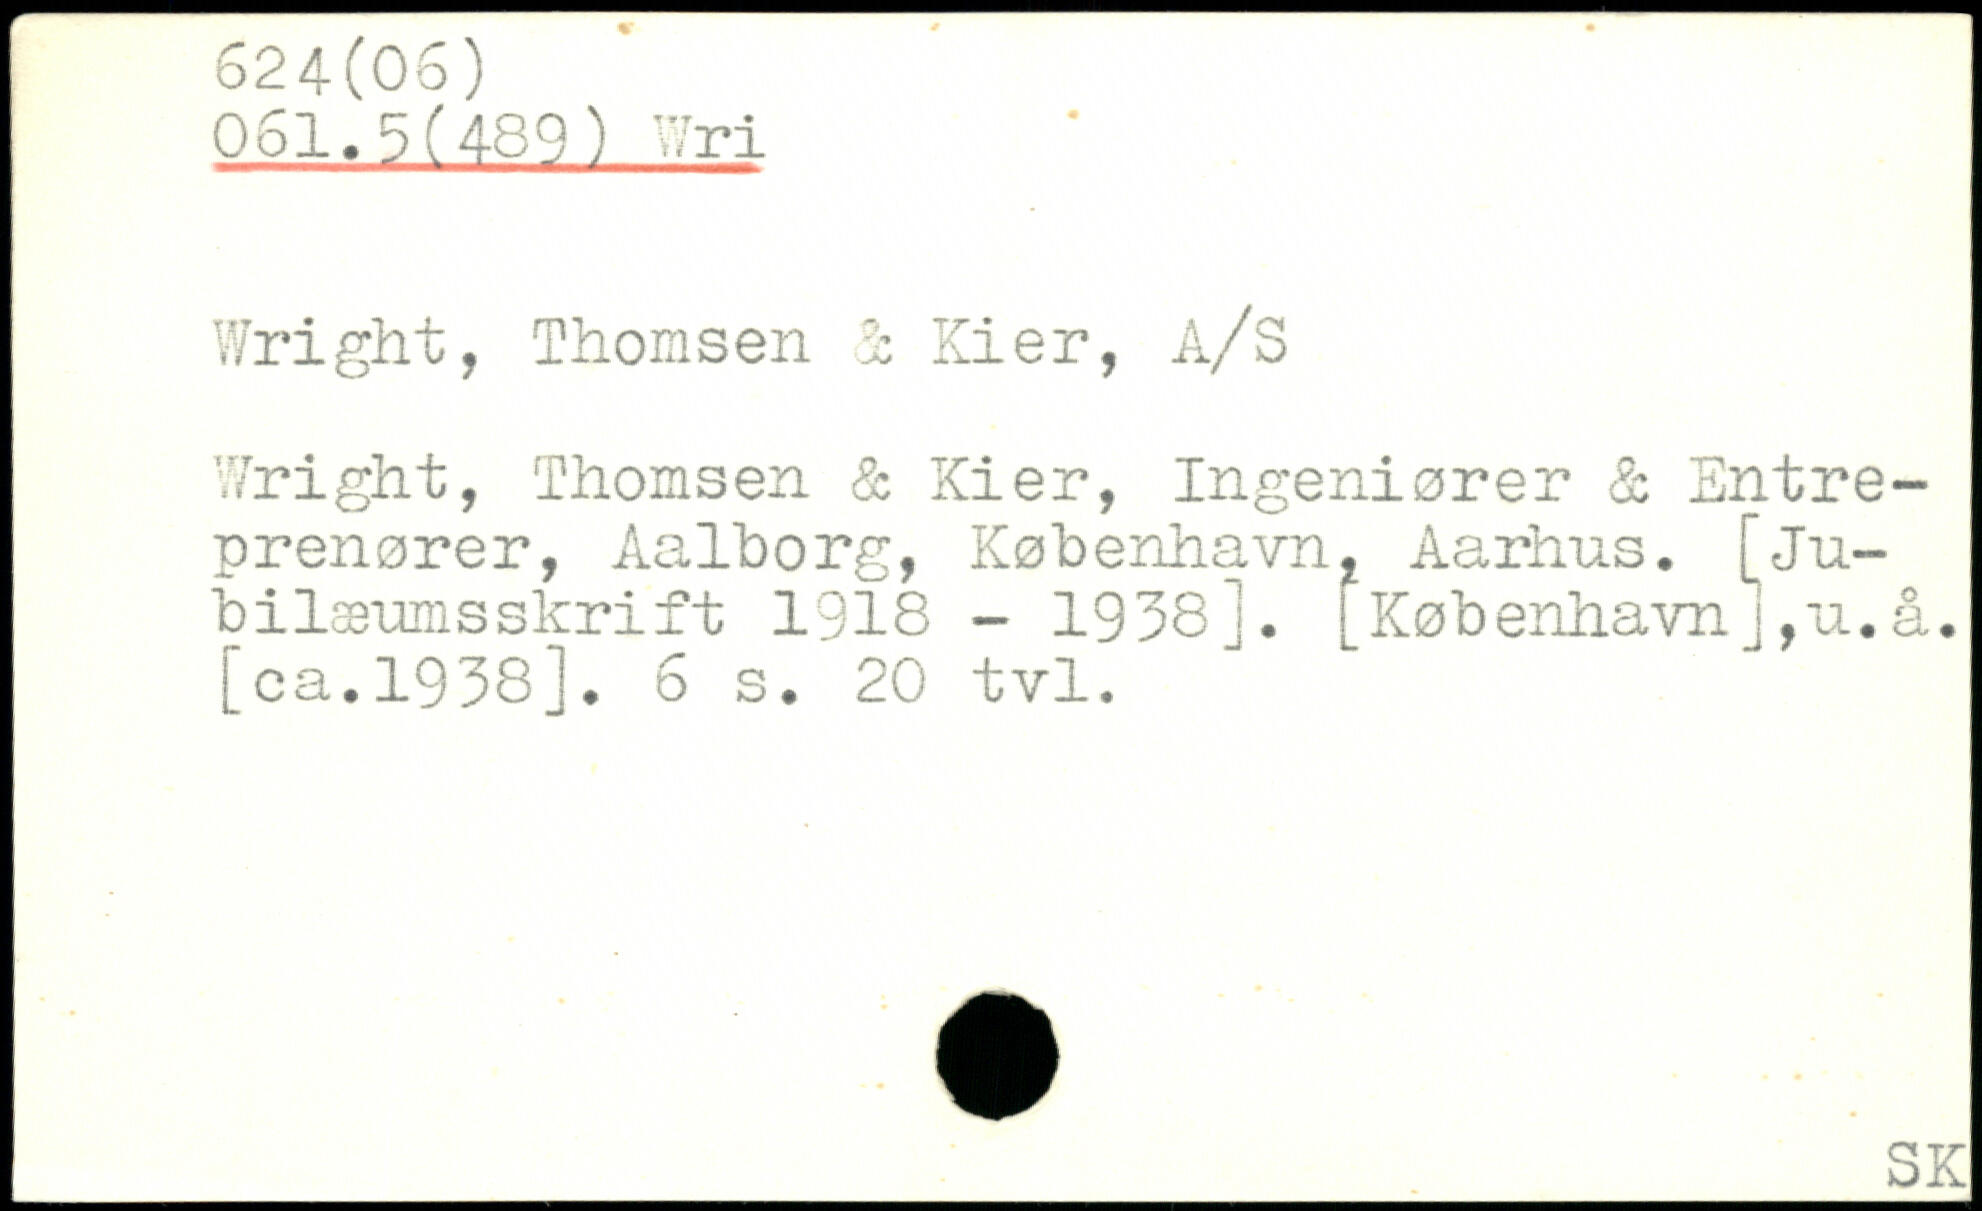 624(06)
061.5(489) Wri
Wright, Thomsen & Kier, A/S
Wright, Thomsen & Kier, Ingeniører & Entre-
prenører, Aalborg, København, Aarhus. [Ju-
bilæumsskrift 1918 - 1938]. [København],u.å.
[ca.1938]. 6 s. 20 tvl.
SK